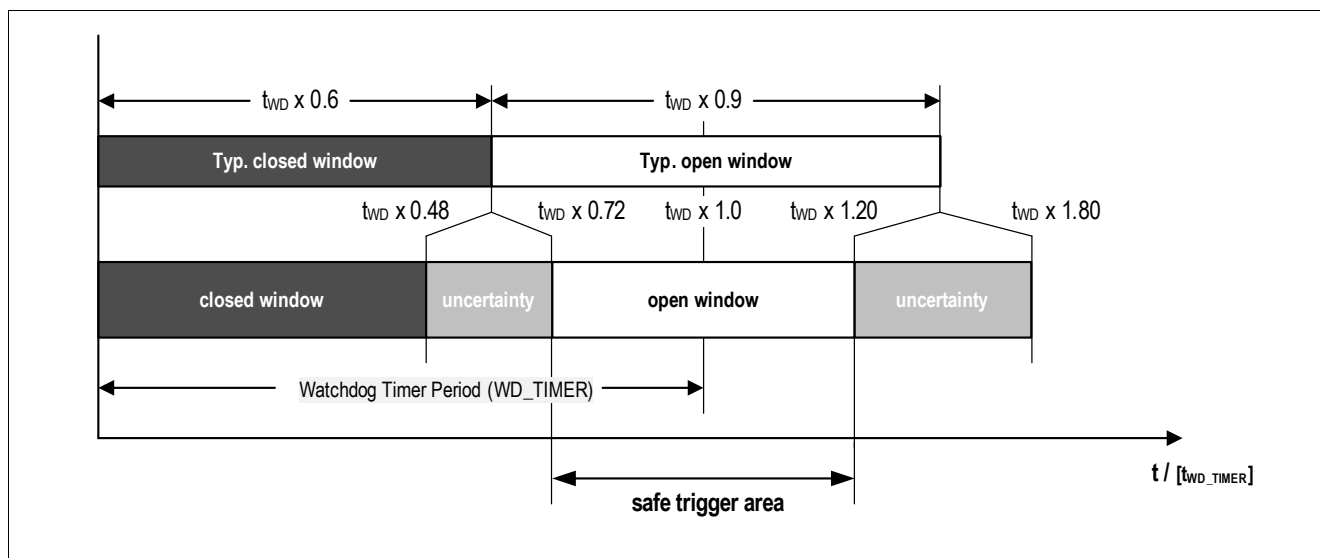 tWD x 0.6
tWD x 0.9
Typ. closed window
Typ. open window
tWD x 0.48
tWD x 0.72
tWD x 1.0
tWD x 1.20
tWD x 1.80
closed window
uncertainty
open window
uncertainty
Watchdog Timer Period (WD_TIMER)
t / [tWD_TIMER]
safe trigger area